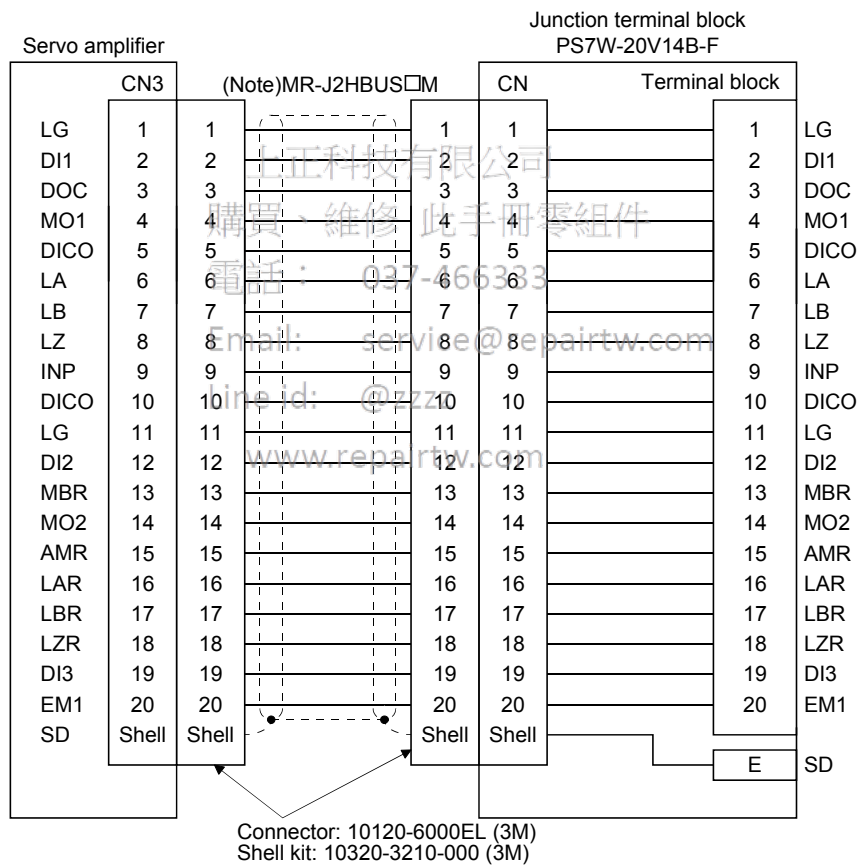 Junction terminal block
Servo amplifier PS7W-20V14B-F
CN3 (Note)MR-J2HBUS□M CN Terminal block
LG 1 1 1 1 1 LG
DI1 2 2 2 2 2 DI1
DOC 3 3 3 3 3 DOC
MO1 4 4 4 4 4 MO1
DICO 5 5 5 5 5 DICO
LA 6 6 6 6 6 LA
LB 7 7 7 7 7 LB
LZ 8 8 8 8 8 LZ
INP 9 9 9 9 9 INP
DICO 10 10 10 10 10 DICO
LG 11 11 11 11 11 LG
DI2 12 12 12 12 12 DI2
MBR 13 13 13 13 13 MBR
MO2 14 14 14 14 14 MO2
AMR 15 15 15 15 15 AMR
LAR 16 16 16 16 16 LAR
LBR 17 17 17 17 17 LBR
LZR 18 18 18 18 18 LZR
DI3 19 19 19 19 19 DI3
EM1 20 20 20 20 20 EM1
SD Shell Shell Shell Shell
E SD
Connector: 10120-6000EL (3M)
Shell kit: 10320-3210-000 (3M)
上正科技有限公司
購買、維修 此手冊零組件
電話: 037-466333
Email: service@repairtw.com
Line id: @zzzz
www.repairtw.com